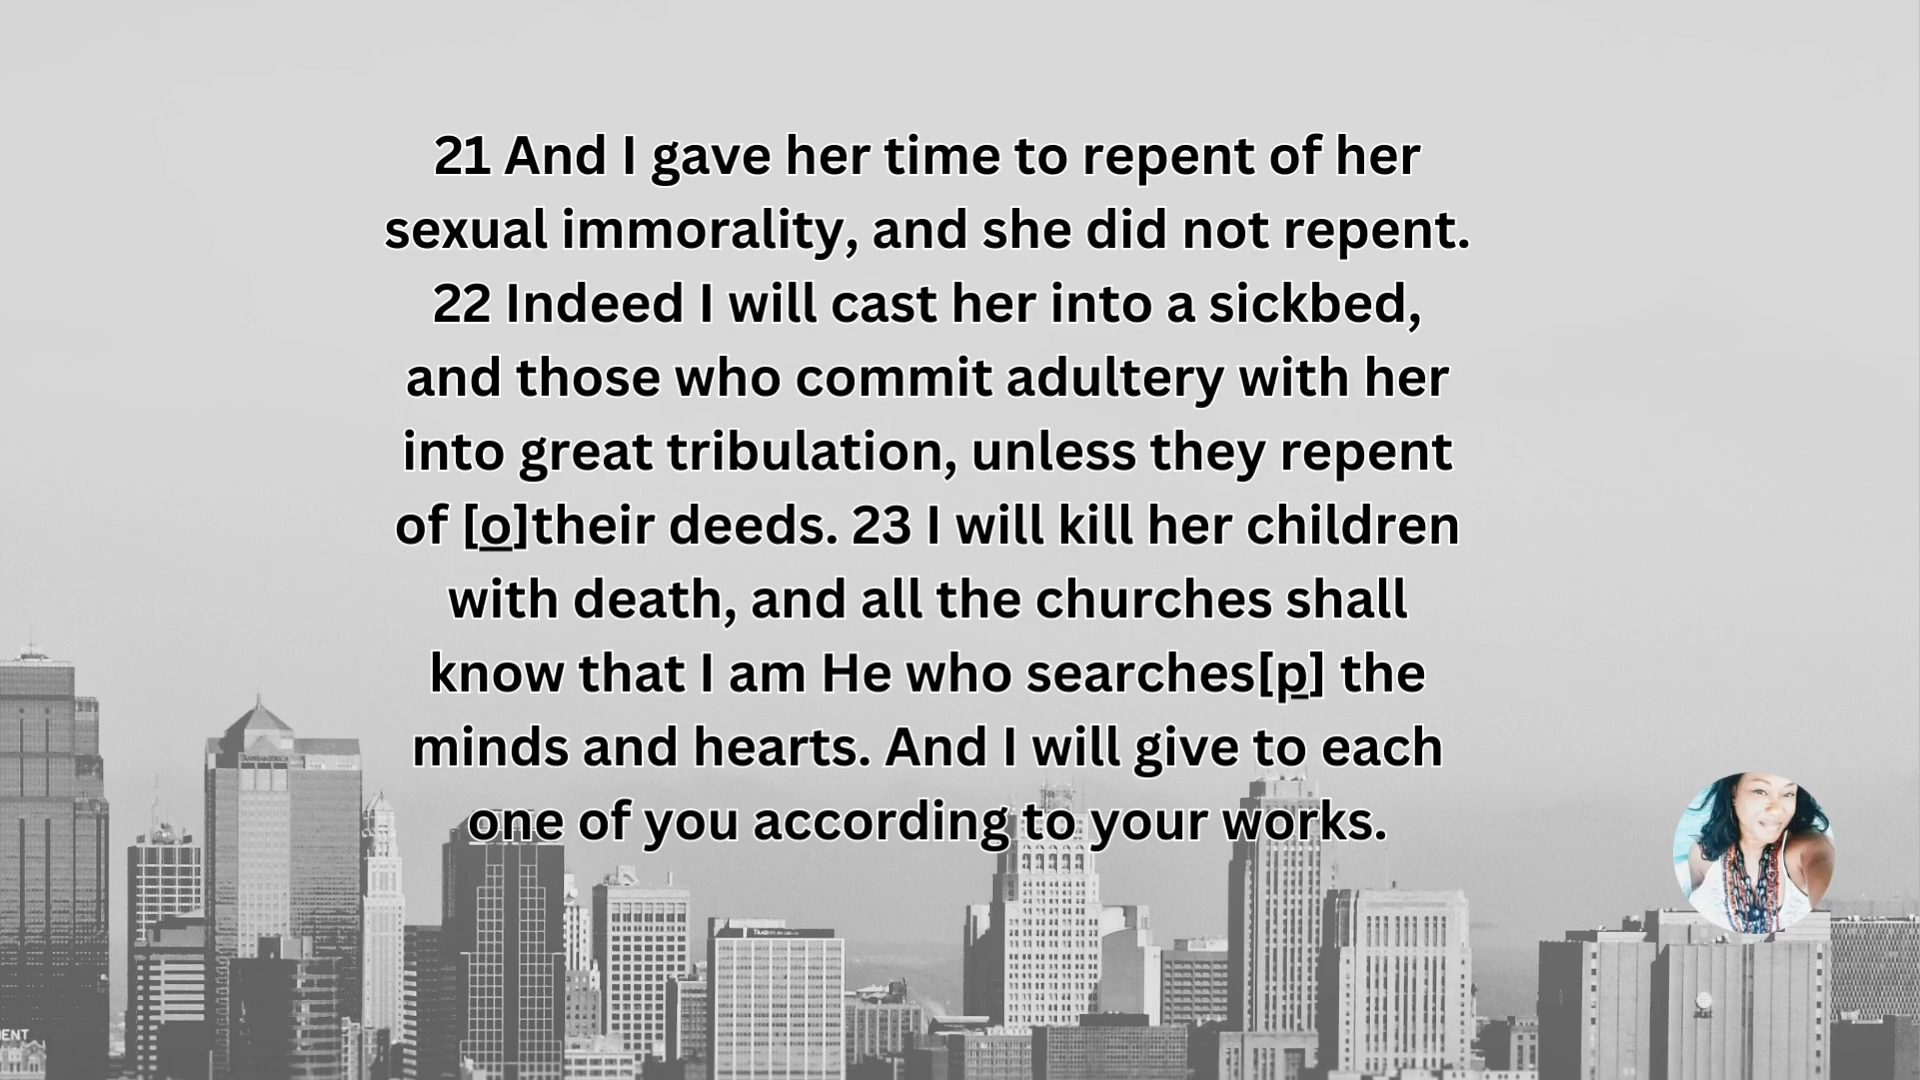 21 And I gave her time to repent of her
sexual immorality, and she did not repent.
22 Indeed I will cast her into a sickbed,
and those who commit adultery with her
into great tribulation, unless they repent
of [o]their deeds. 23 I will kill her children
with death, and all the churches shall
know that I am He who searches[p] the
minds and hearts. And I will give to each
one of you according to your works.